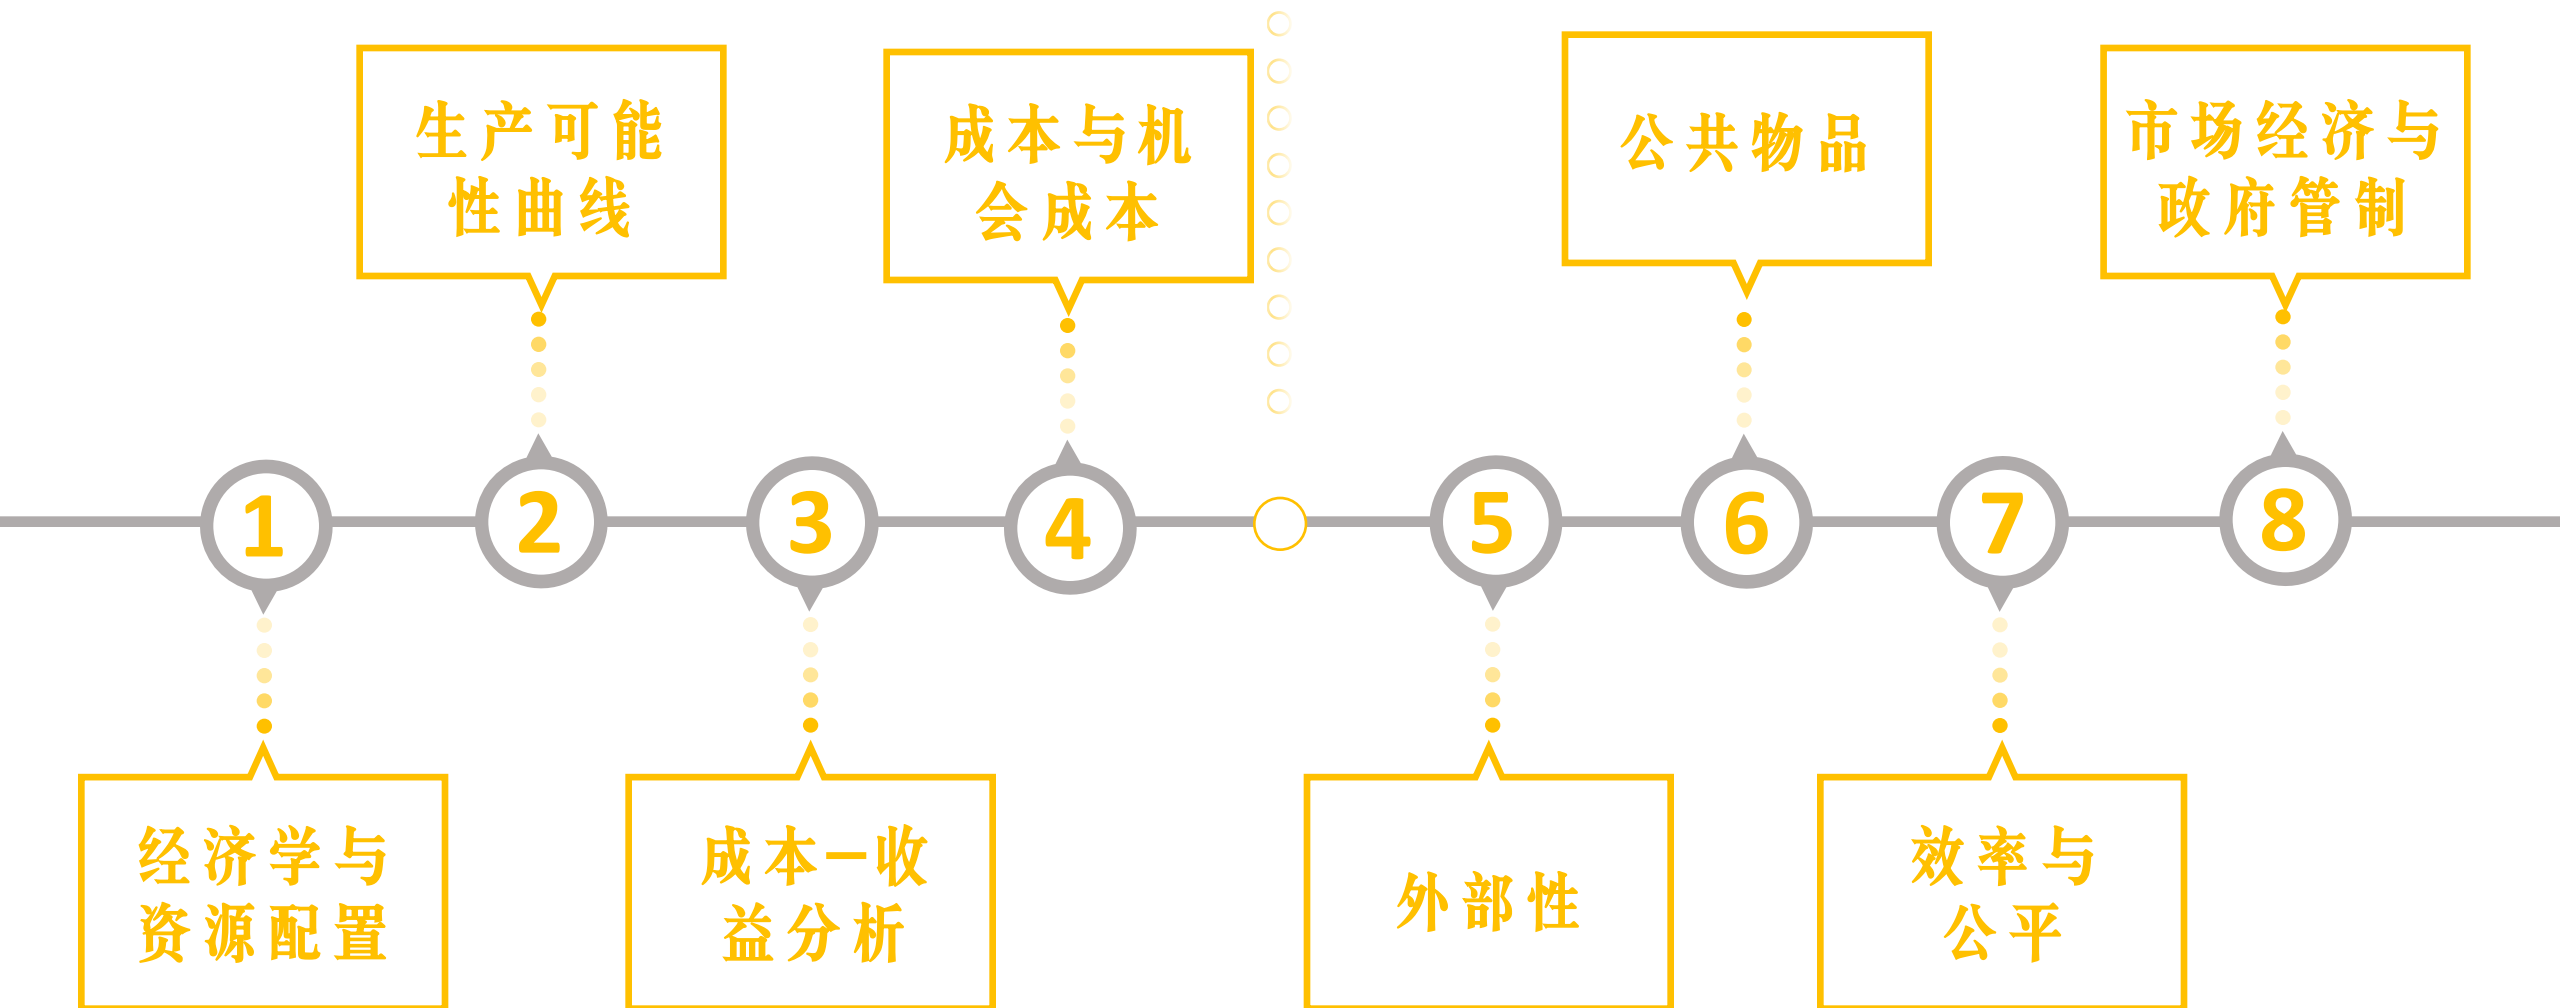 生产可能
性曲线
成本与机
会成本
公共物品
市场经济与
政府管制
1
2
3
4
5
6
7
8
经济学与
资源配置
成本–收
益分析
外部性
效率与
公平